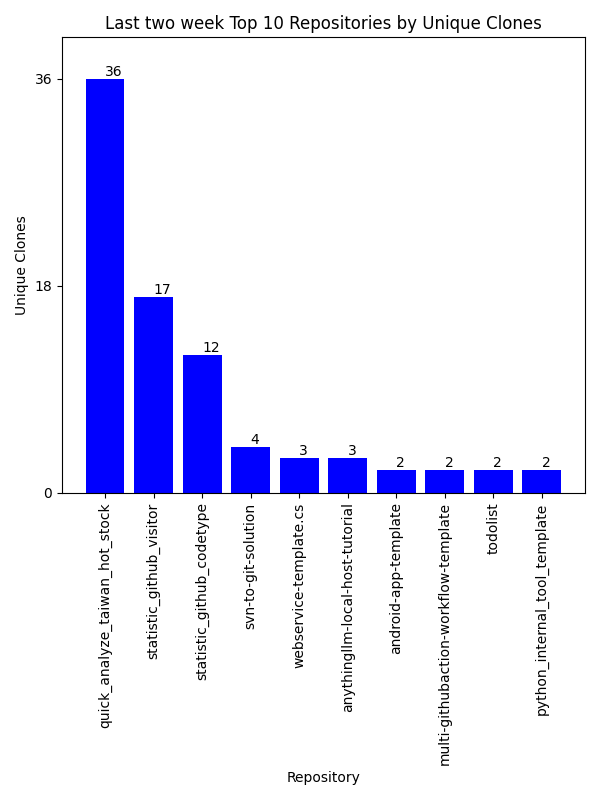 Last two week Top 10 Repositories by Unique Clones
Unique Clones
36
18
0
36
17
12
4
3
3
2
2
2
2
quick_analyze_taiwan_hot_stock
statistic_github_visitor
statistic_github_codetype
svn-to-git-solution
webservice-template.cs
anythingllm-local-host-tutorial
android-app-template
multi-githubaction-workflow-template
todolist
python_internal_tool_template
Repository